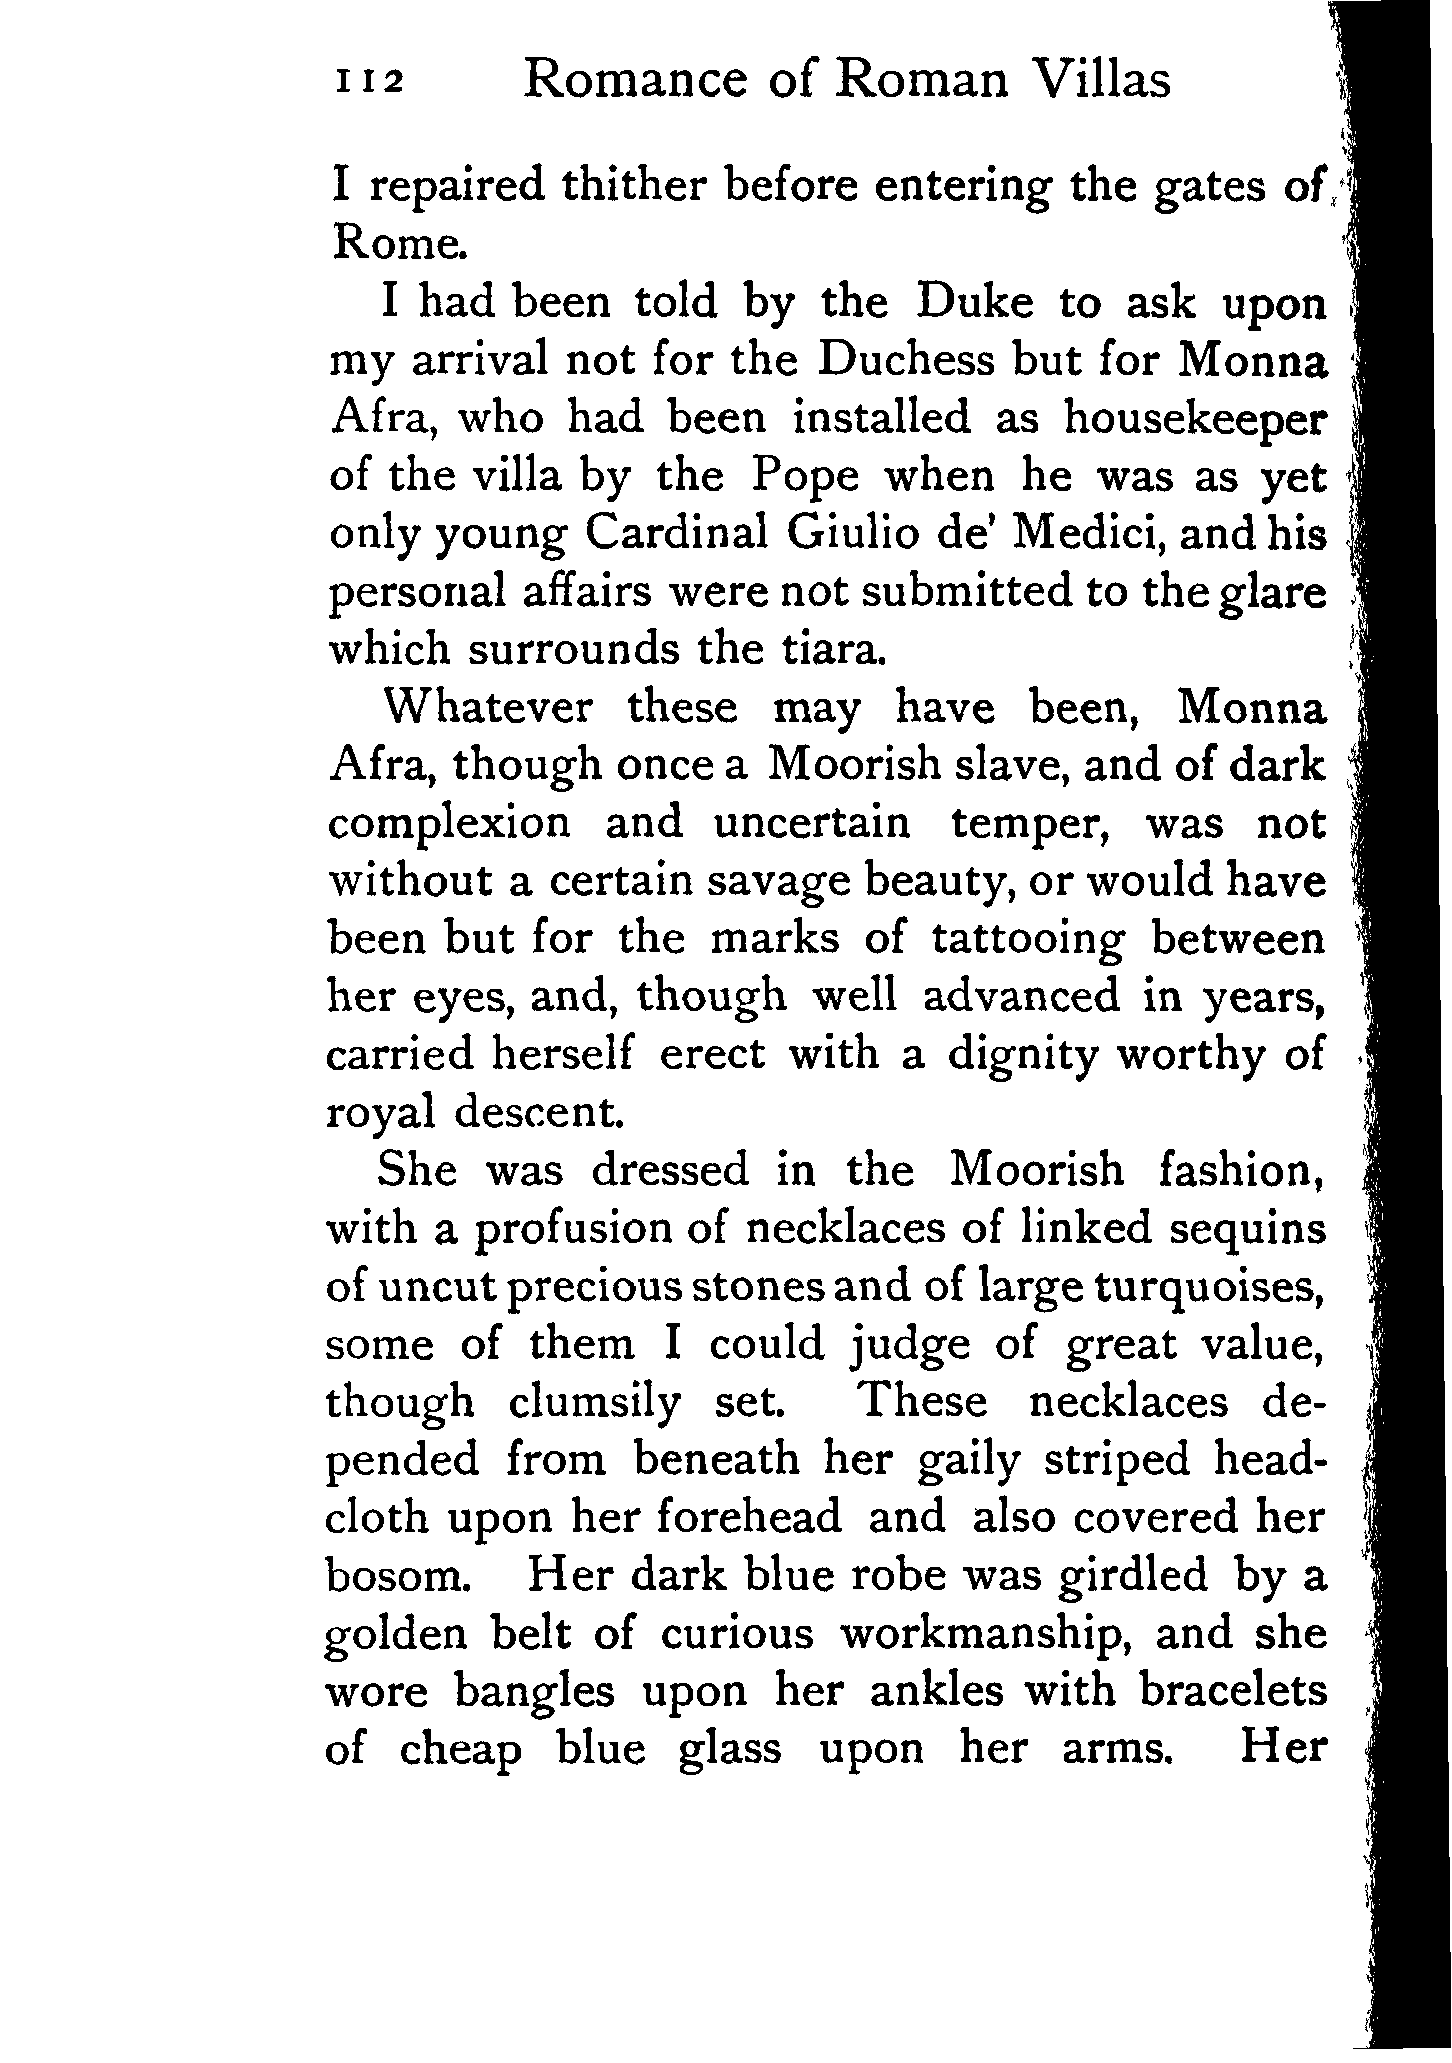 112 Romance of Roman Villas
I repaired thither before entering the gates of
Rome.
I had been told by the Duke to ask upon
my arrival not for the Duchess but for Monna
Afra, who had been installed as housekeeper
of the villa by the Pope when he was as yet
only young Cardinal Giulio de' Medici, and his
personal affairs were not submitted to the glare
which surrounds the tiara.
Whatever these may have been, Monna
Afra, though once a Moorish slave, and of dark
complexion and uncertain temper, was not
without a certain savage beauty, or would have
been but for the marks of tattooing between
her eyes, and, though well advanced in years,
carried herself erect with a dignity worthy of
royal descent.
She was dressed in the Moorish fashion,
with a profusion of necklaces of linked sequins
of uncut precious stones and of large turquoises,
some of them I could judge of great value,
though clumsily set. These necklaces de-
pended from beneath her gaily striped head-
cloth upon her forehead and also covered her
bosom. Her dark blue robe was girdled by a
golden belt of curious workmanship, and she
wore bangles upon her ankles with bracelets
of cheap blue glass upon her arms. Her